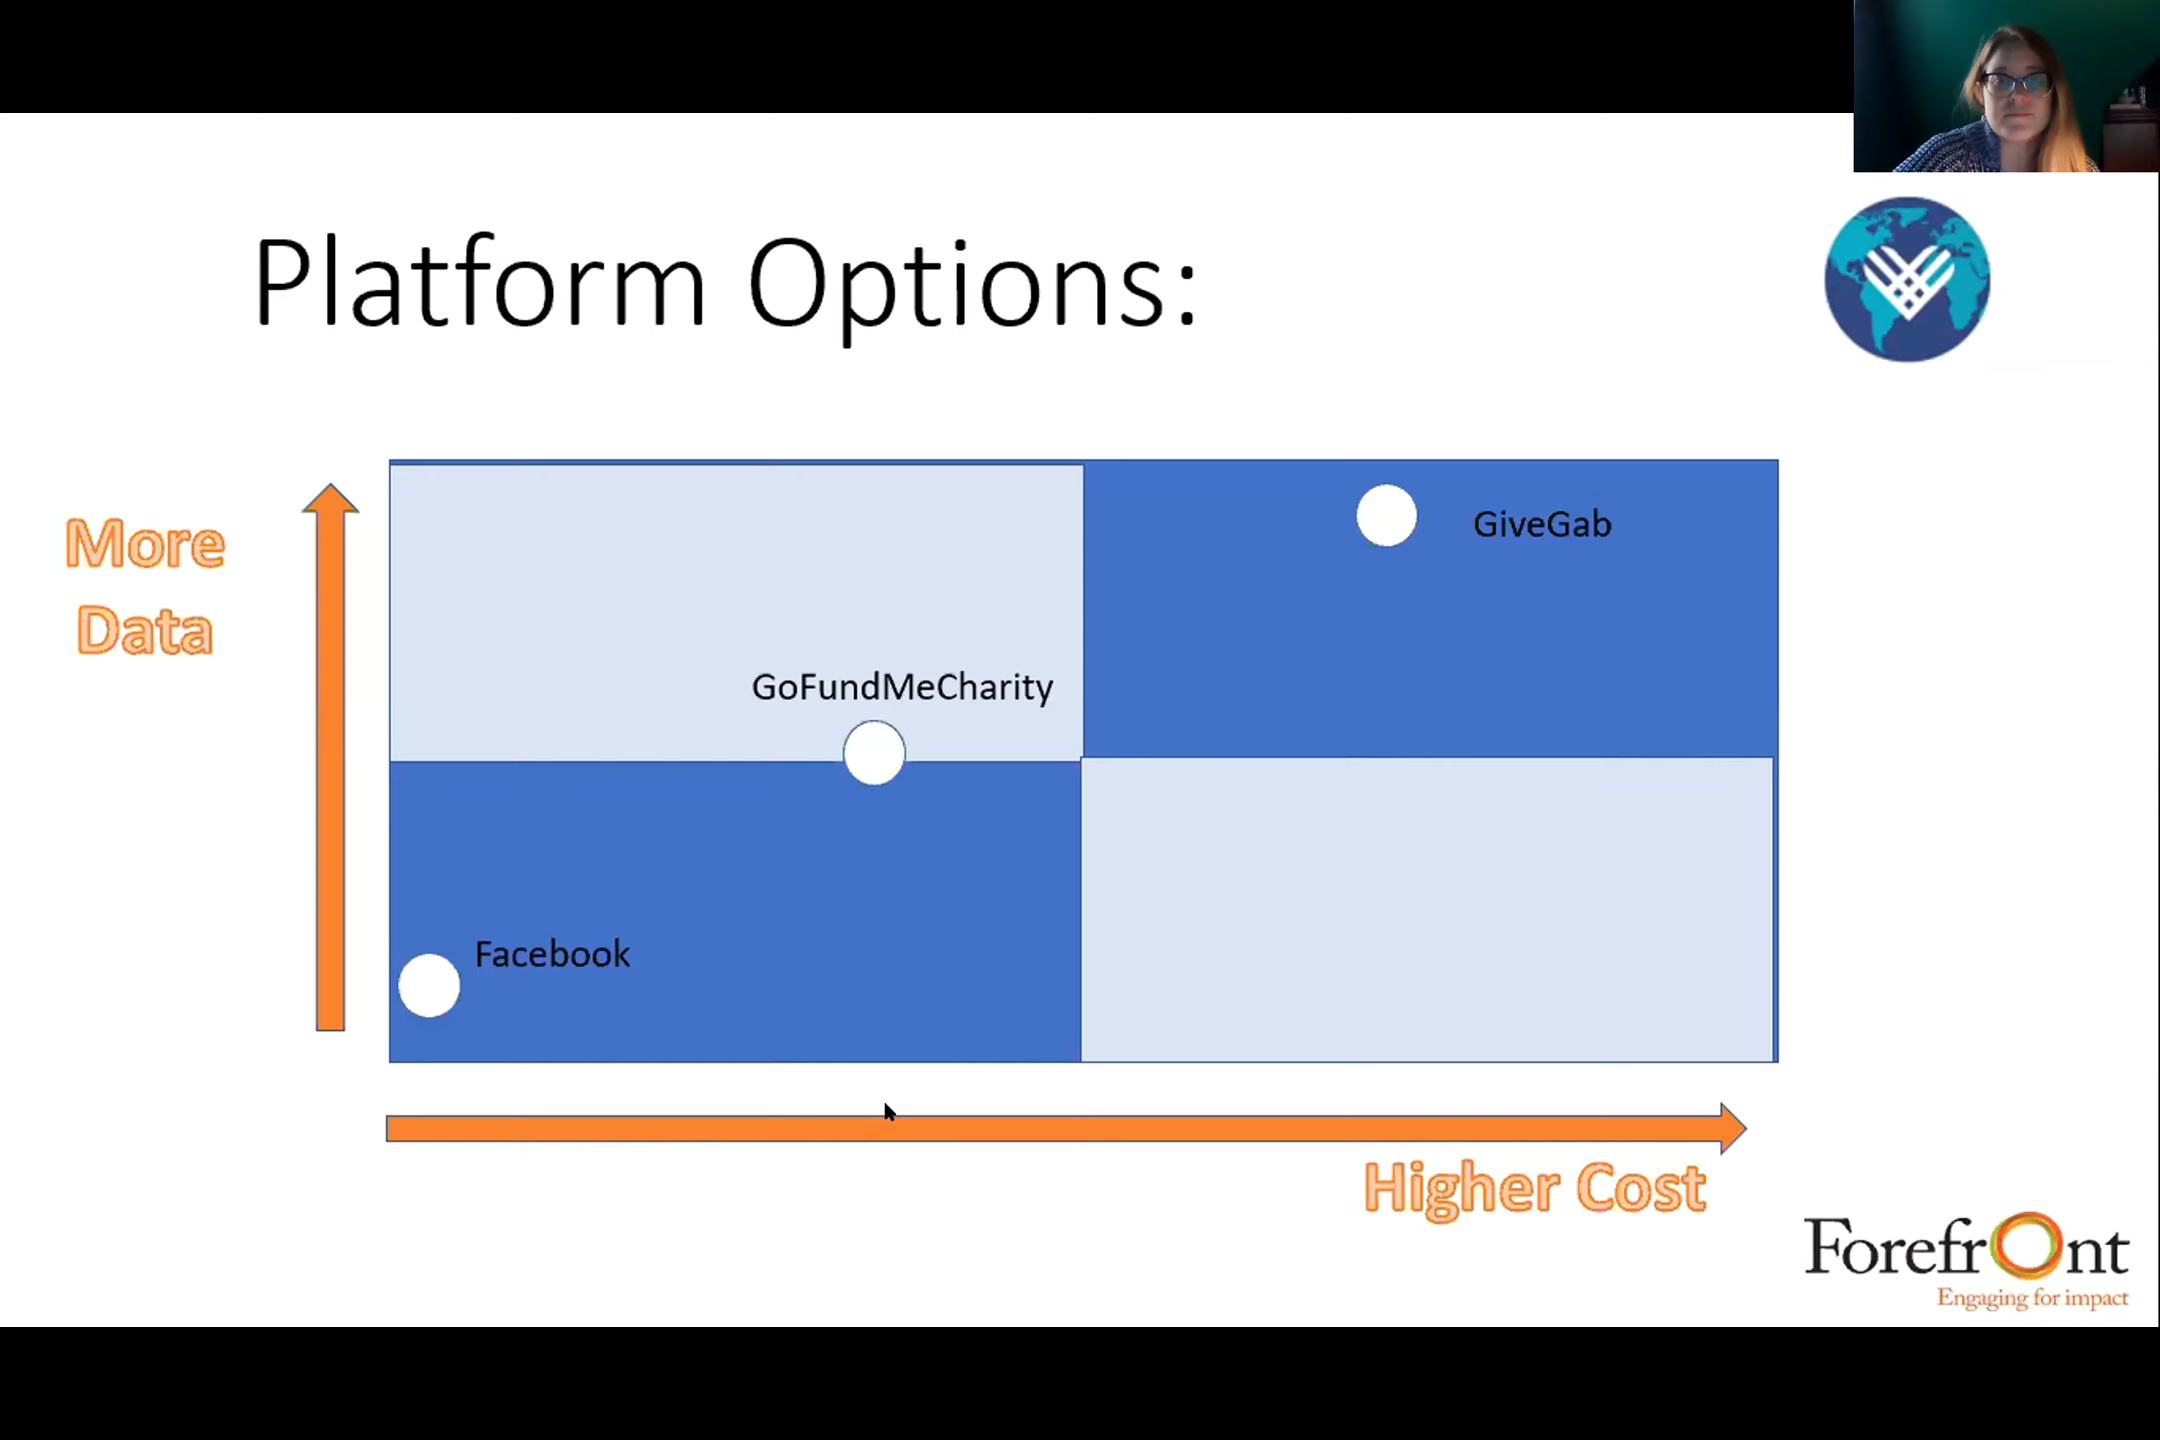 Platform Options:
More
Data
GiveGab
GoFundMeCharity
Facebook
Higher Cost
Forefront
Engaging for impact